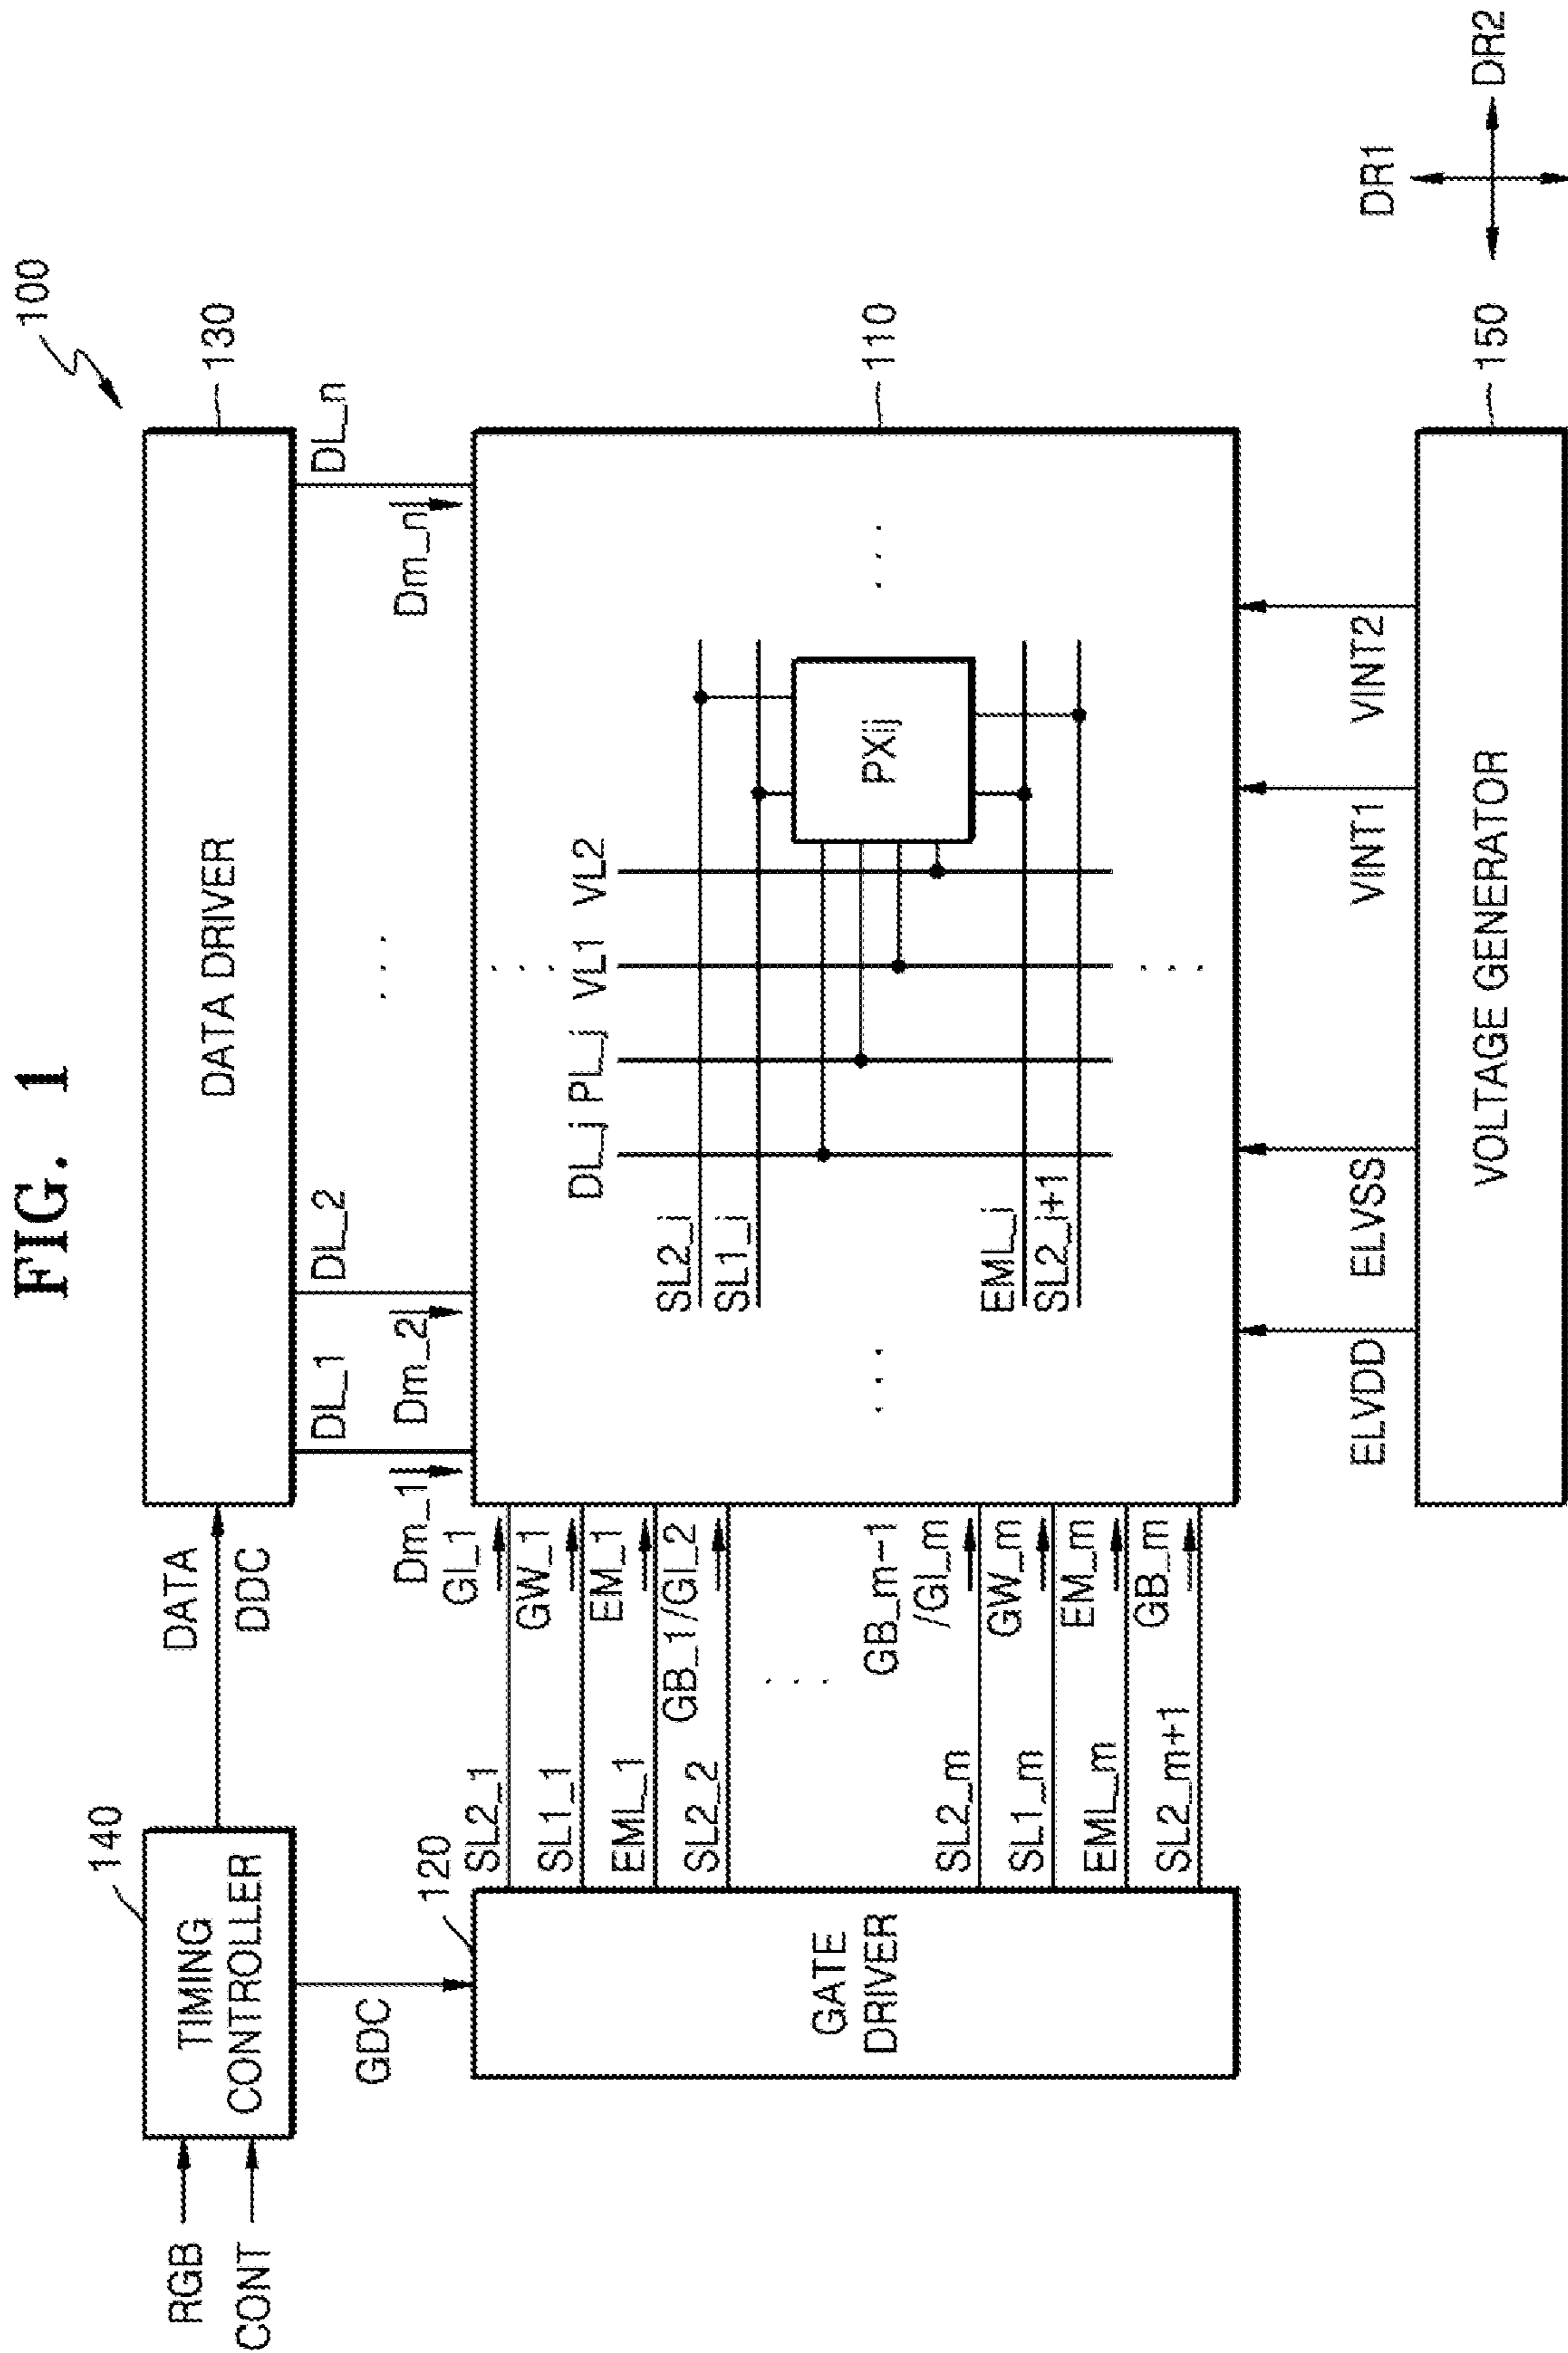 FIG. 1
100
RGB
CONT
TIMING
CONTROLLER
140
DATA
DDC
DATA DRIVER
130
GDC
DL_1
DL_2
DL_n
Dm_1
Dm_2
Dm_n
. . .
120
GATE
DRIVER
SL2_1
GI_1
SL1_1
GW_1
EML_1
EM_1
SL2_2
GB_1/GI_2
. . .
SL2_m
GB_m-1
/GI_m
SL1_m
GW_m
EML_m
EM_m
SL2_m+1
GB_m
110
. . .
DL_j PL_j VL1 VL2
SL2_j
SL1_j
PXij
. . .
. . .
EML_j
SL2_j+1
. . .
ELVDD
ELVSS
VINT1
VINT2
VOLTAGE GENERATOR
150
DR1
DR2